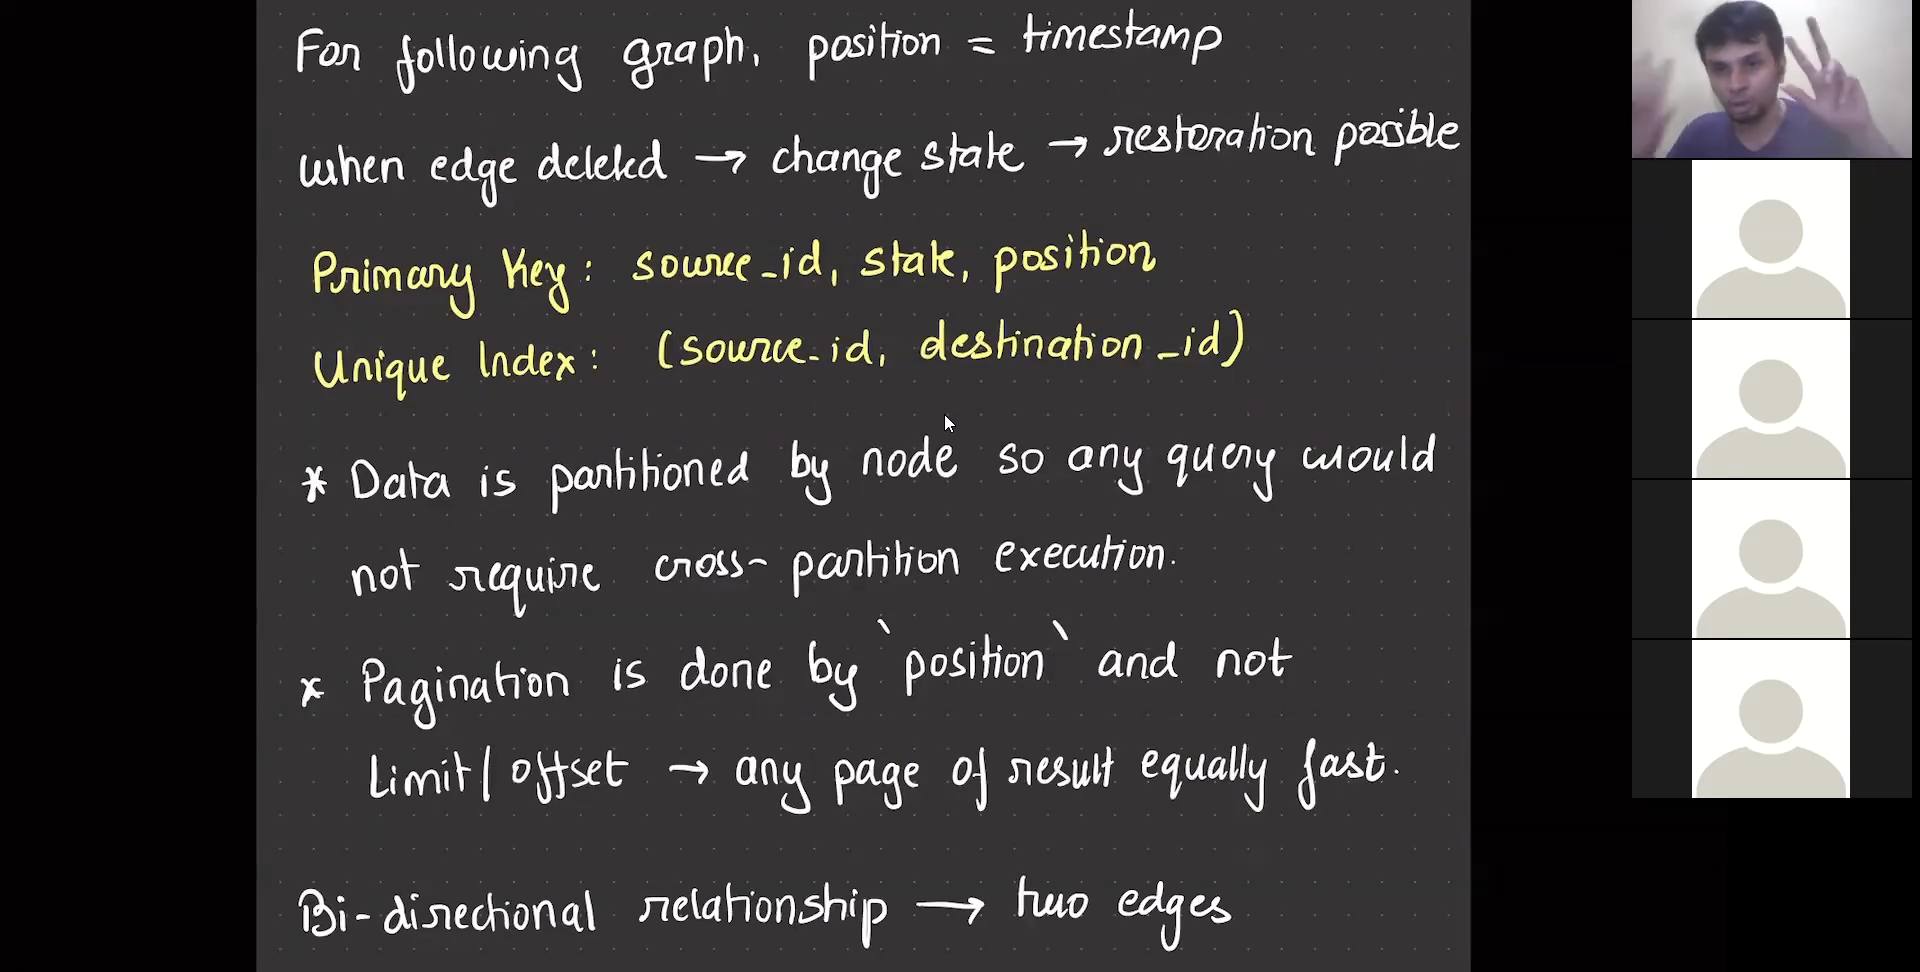 For following graph, position = timestamp
when edge deleted → change state → restoration possible
Primary Key: source_id, state, position
Unique Index: (source_id, destination_id)
* Data is partitioned by node so any query would
not require cross-partition execution.
* Pagination is done by `position` and not
Limit/offset → any page of result equally fast.
Bi-directional relationship → two edges